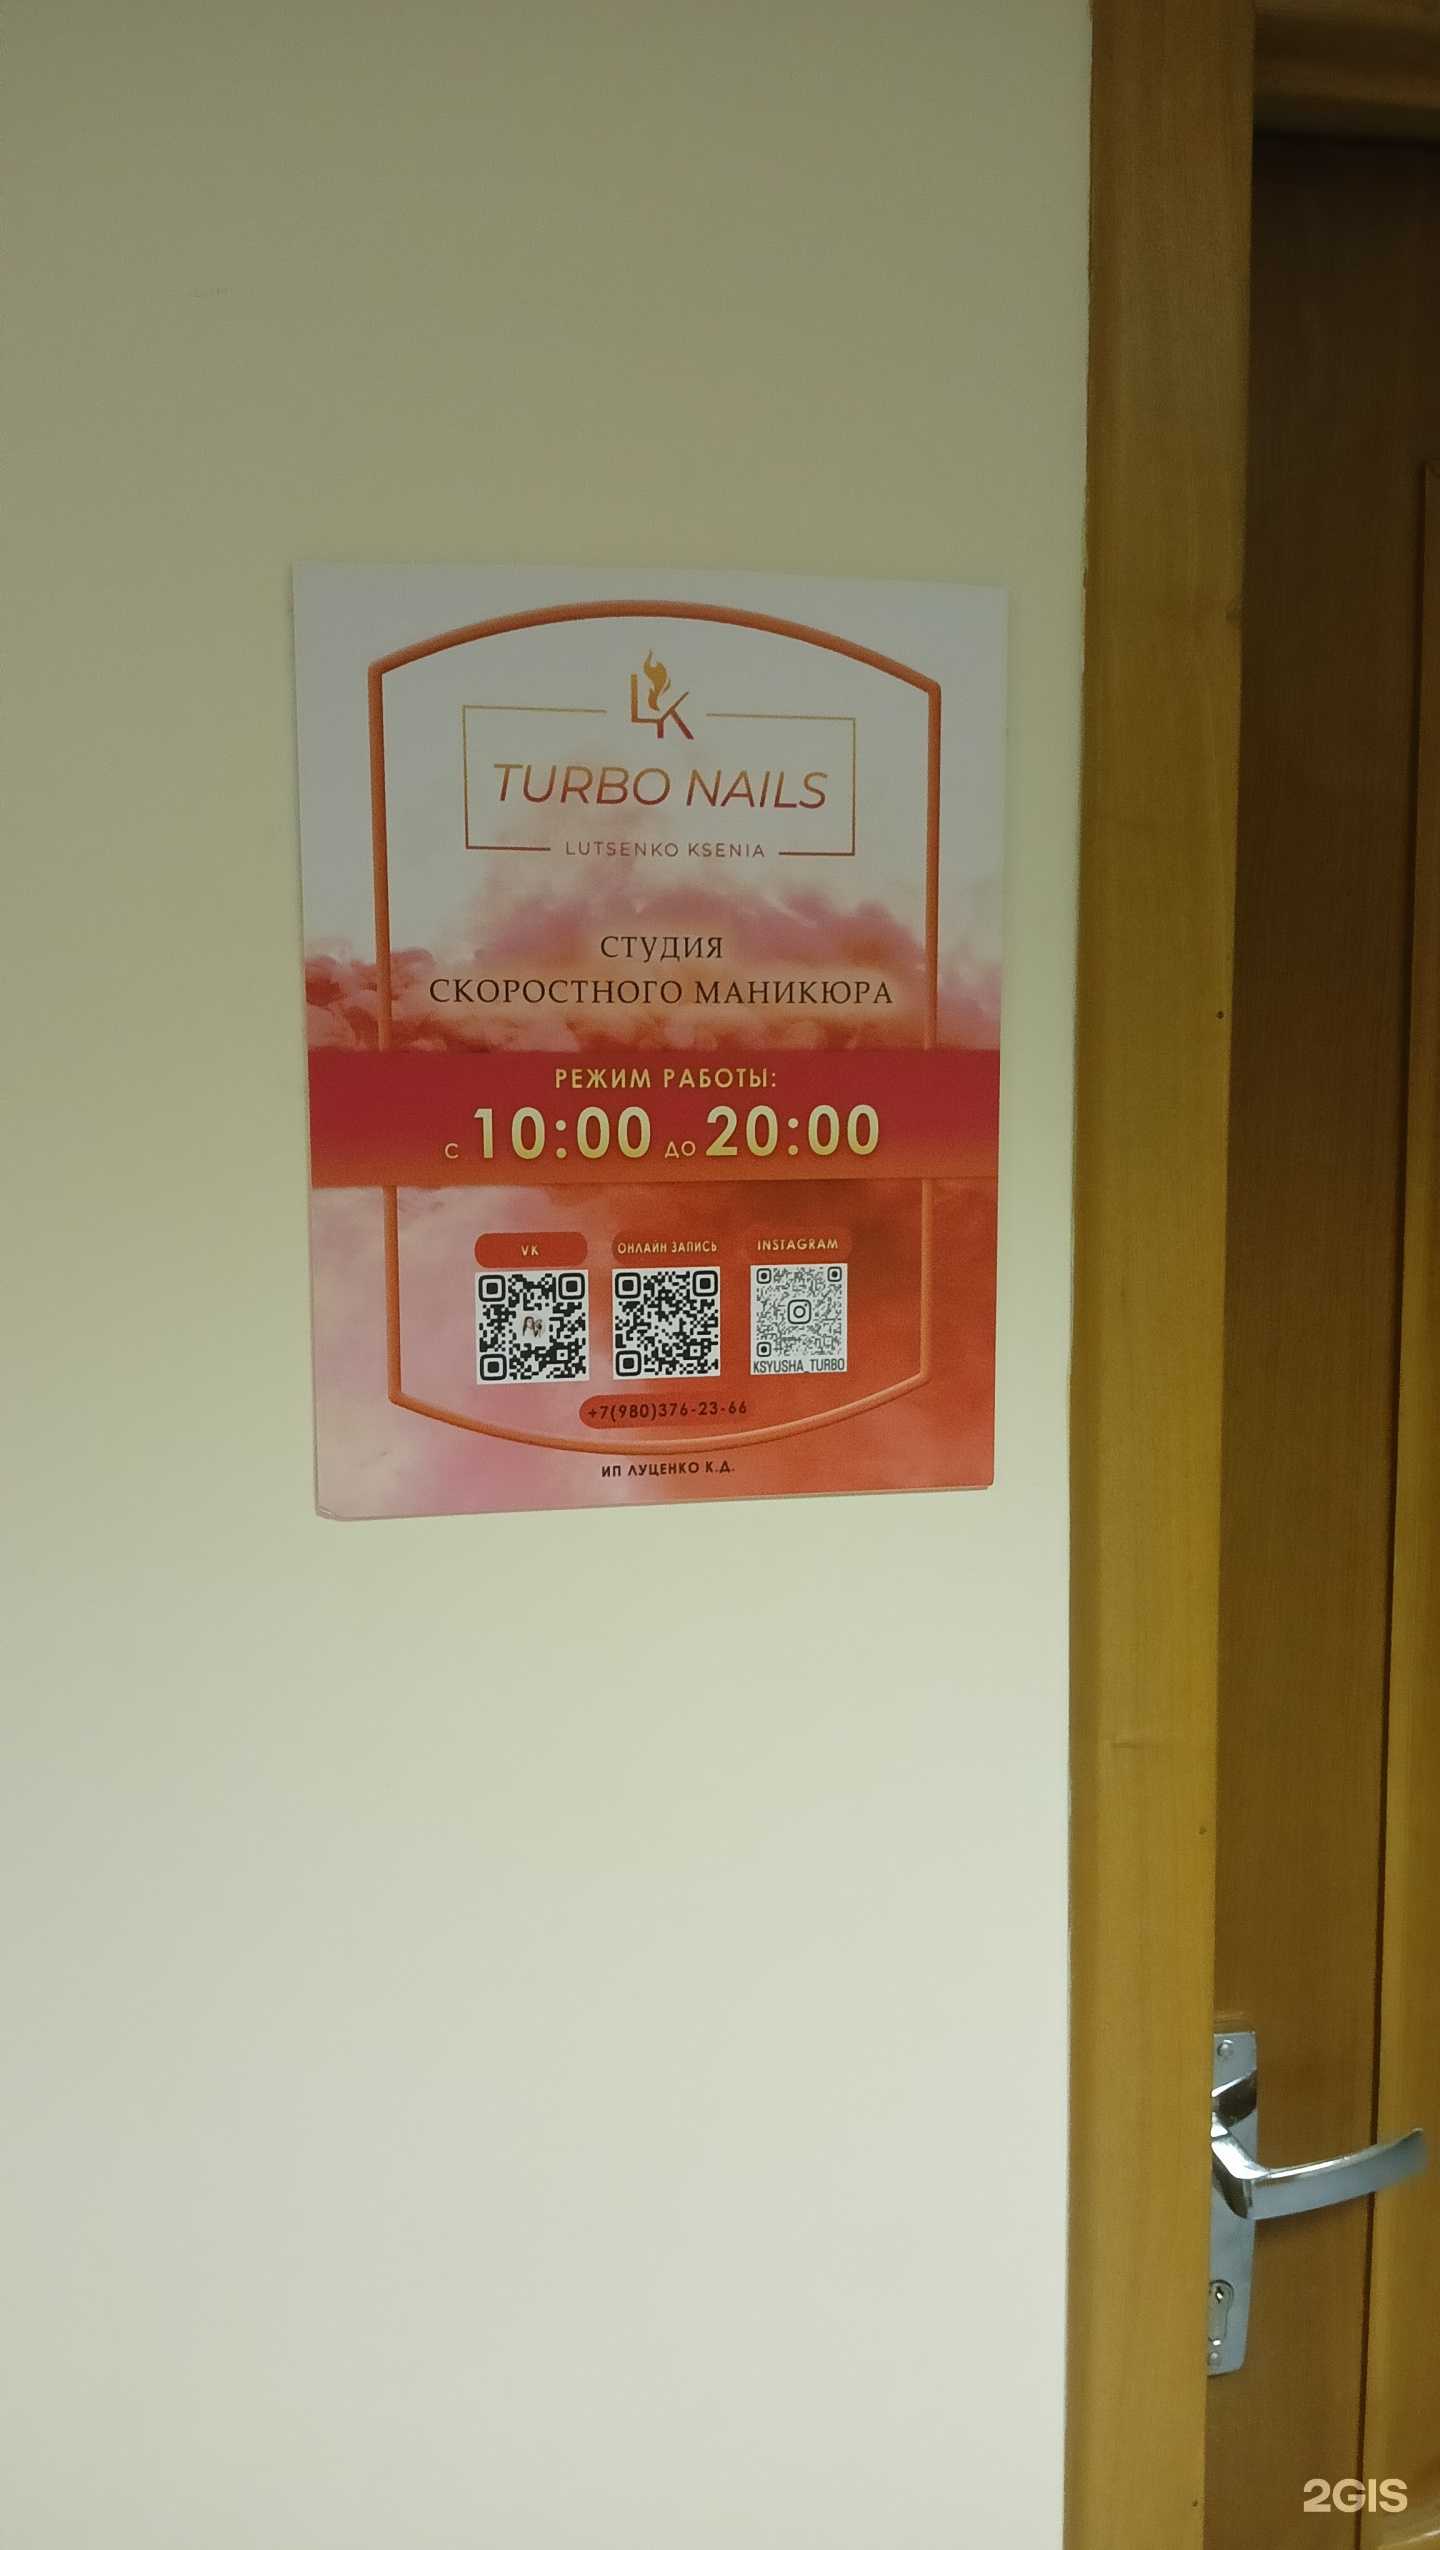 LK
TURBO NAILS
LUTSENKO KSENIA
СТУДИЯ
СКОРОСТНОГО МАНИКЮРА
РЕЖИМ РАБОТЫ:
С 10:00 ДО 20:00
VK ОНЛАЙН ЗАПИСЬ INSTAGRAM
KSYUSHA_TURBO
+7(980)376-23-66
ИП ЛУЦЕНКО К.Д.
2GIS